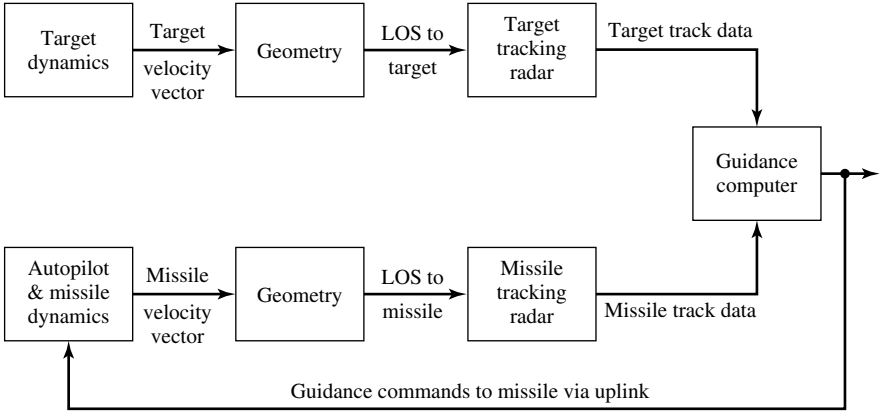 Target
dynamics
Target
velocity
vector
Geometry
LOS to
target
Target
tracking
radar
Target track data
Guidance
computer
Autopilot
& missile
dynamics
Missile
velocity
vector
Geometry
LOS to
missile
Missile
tracking
radar
Missile track data
Guidance commands to missile via uplink